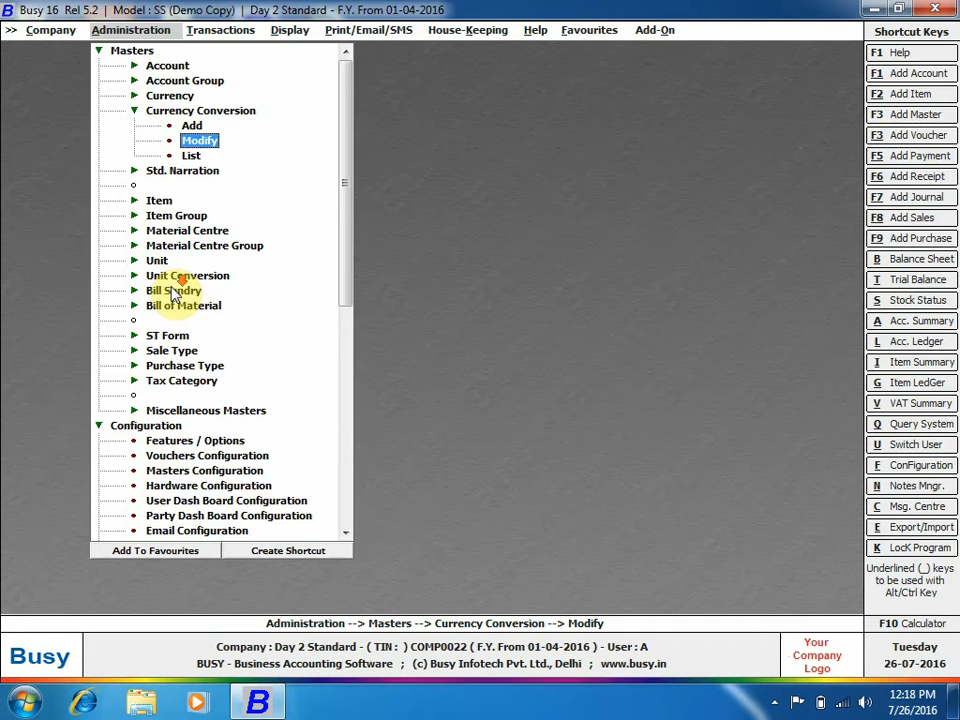 Busy 16 Rel 5.2 | Model : SS (Demo Copy) | Day 2 Standard - F.Y. From 01-04-2016
>> Company Administration Transactions Display Print/Email/SMS House-Keeping Help Favourites Add-On
Masters
Account
Account Group
Currency
Currency Conversion
Add
Modify
List
Std. Narration
Item
Item Group
Material Centre
Material Centre Group
Unit
Unit Conversion
Bill Sundry
Bill of Material
ST Form
Sale Type
Purchase Type
Tax Category
Miscellaneous Masters
Configuration
Features / Options
Vouchers Configuration
Masters Configuration
Hardware Configuration
User Dash Board Configuration
Party Dash Board Configuration
Email Configuration
Add To Favourites Create Shortcut
Shortcut Keys
F1 Help
F1 Add Account
F2 Add Item
F3 Add Master
F3 Add Voucher
F5 Add Payment
F6 Add Receipt
F7 Add Journal
F8 Add Sales
F9 Add Purchase
B Balance Sheet
T Trial Balance
S Stock Status
A Acc. Summary
L Acc. Ledger
I Item Summary
G Item LedGer
V VAT Summary
Q Query System
U Switch User
F ConFiguration
N Notes Mngr.
C Msg. Centre
E Export/Import
K LocK Program
Underlined (_) keys
to be used with
Alt/Ctrl Key
F10 Calculator
Administration --> Masters --> Currency Conversion --> Modify
Busy
Company : Day 2 Standard - ( TIN : ) COMP0022 ( F.Y. From 01-04-2016 ) - User : A
BUSY - Business Accounting Software ; (c) Busy Infotech Pvt. Ltd., Delhi ; www.busy.in
Your
Company
Logo
Tuesday
26-07-2016
12:18 PM
7/26/2016